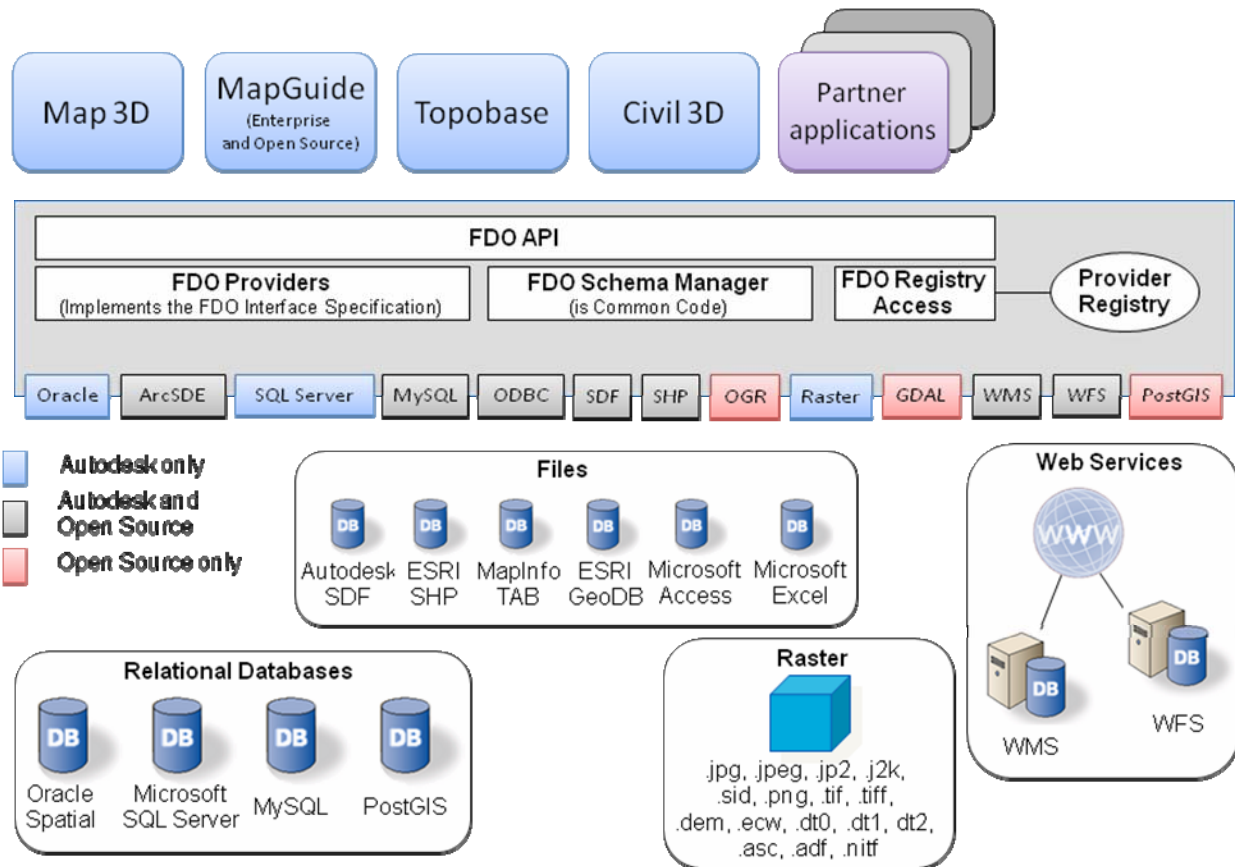 Map 3D
MapGuide
(Enterprise
and Open Source)
Topobase
Civil 3D
Partner
applications
FDO API
FDO Providers
(Implements the FDO Interface Specification)
FDO Schema Manager
(is Common Code)
FDO Registry
Access
Provider
Registry
Oracle
ArcSDE
SQL Server
MySQL
ODBC
SDF
SHP
OGR
Raster
GDAL
WMS
WFS
PostGIS
Autodesk only
Autodesk and
Open Source
Open Source only
Files
DB
DB
DB
DB
DB
DB
Autodesk
SDF
ESRI
SHP
MapInfo
TAB
ESRI
GeoDB
Microsoft
Access
Microsoft
Excel
Web Services
WWW
DB
DB
WMS
WFS
Relational Databases
DB
DB
DB
DB
Oracle
Spatial
Microsoft
SQL Server
MySQL
PostGIS
Raster
.jpg, .jpeg, .jp2, .j2k,
.sid, .png, .tif, .tiff,
.dem, .ecw, .dt0, .dt1, dt2,
.asc, .adf, .nitf